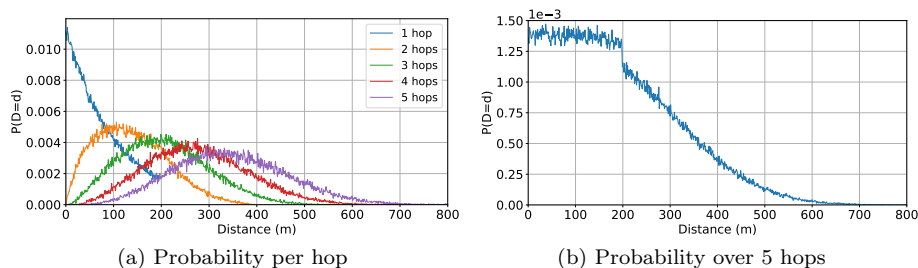 1e−3
0.010
0.008
0.006
0.004
0.002
0.000
P(D=d)
1 hop
2 hops
3 hops
4 hops
5 hops
0 100 200 300 400 500 600 700 800
Distance (m)
(a) Probability per hop
1.50
1.25
1.00
0.75
0.50
0.25
0.00
P(D=d)
0 100 200 300 400 500 600 700 800
Distance (m)
(b) Probability over 5 hops